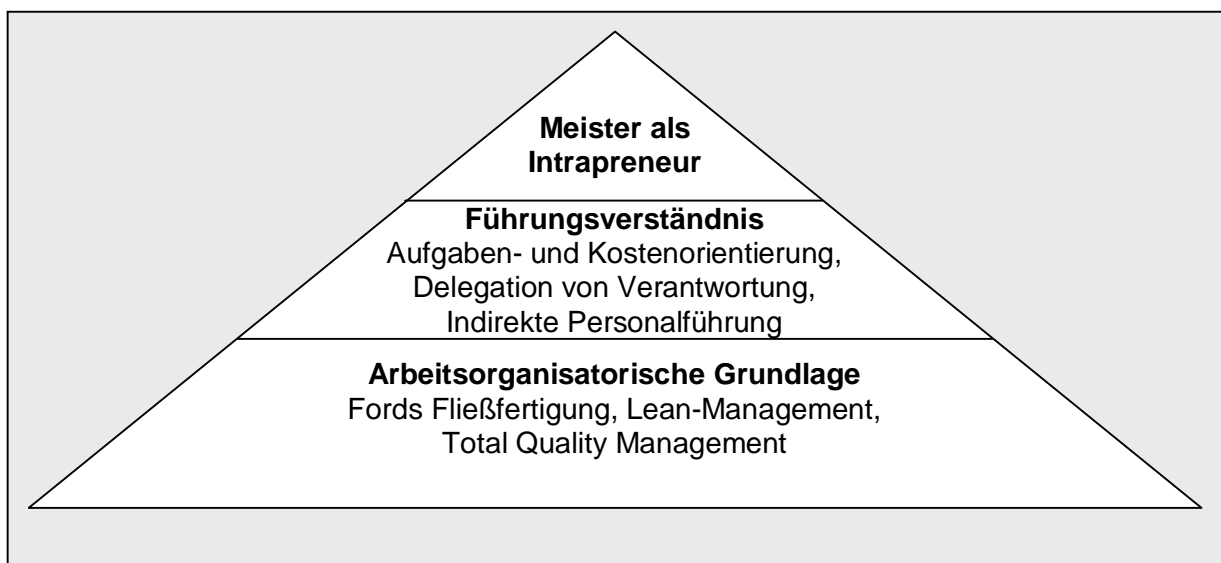 Meister als
Intrapreneur
Führungsverständnis
Aufgaben- und Kostenorientierung,
Delegation von Verantwortung,
Indirekte Personalführung
Arbeitsorganisatorische Grundlage
Fords Fließfertigung, Lean-Management,
Total Quality Management